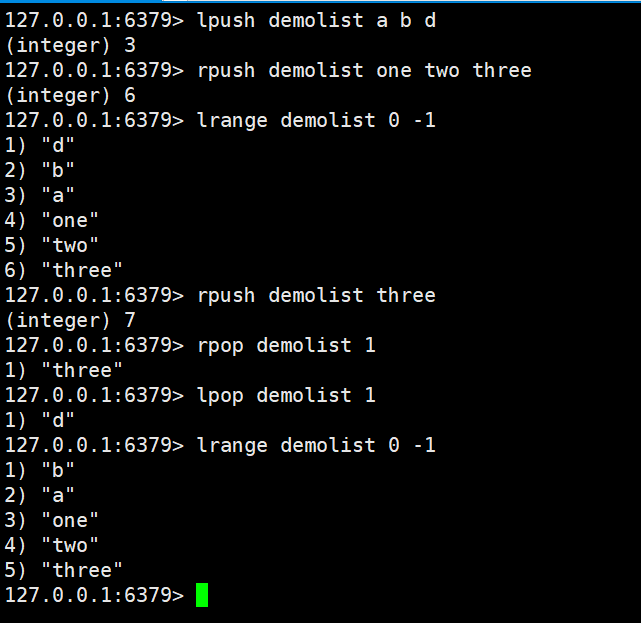 127.0.0.1:6379> lpush demolist a b d
(integer) 3
127.0.0.1:6379> rpush demolist one two three
(integer) 6
127.0.0.1:6379> lrange demolist 0 -1
1) "d"
2) "b"
3) "a"
4) "one"
5) "two"
6) "three"
127.0.0.1:6379> rpush demolist three
(integer) 7
127.0.0.1:6379> rpop demolist 1
1) "three"
127.0.0.1:6379> lpop demolist 1
1) "d"
127.0.0.1:6379> lrange demolist 0 -1
1) "b"
2) "a"
3) "one"
4) "two"
5) "three"
127.0.0.1:6379>